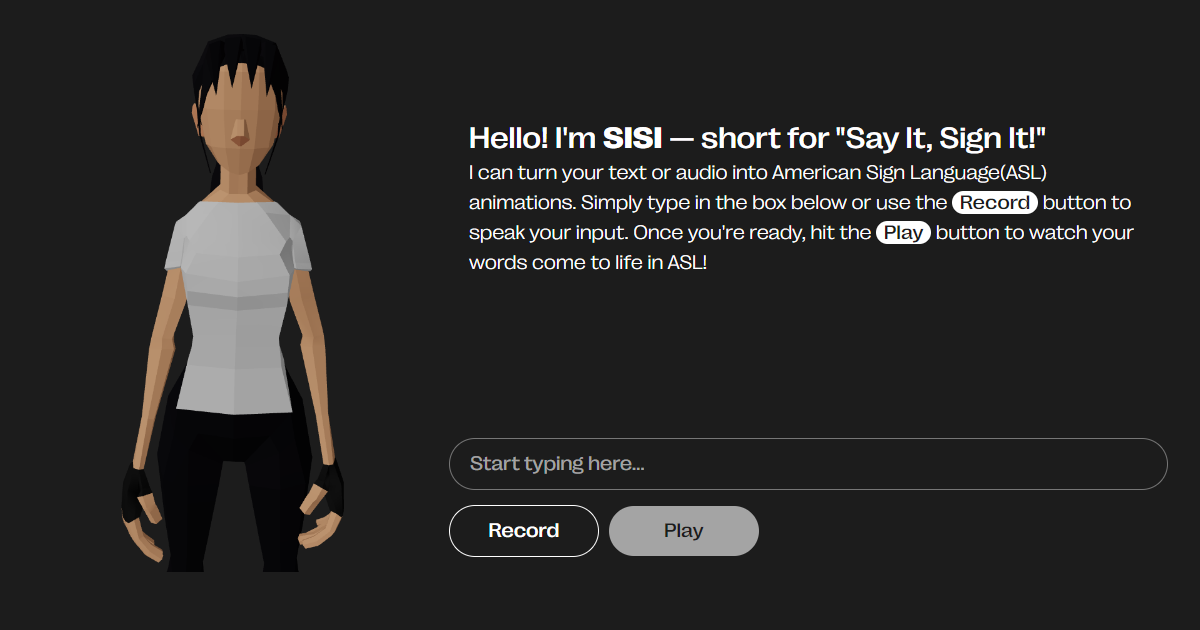 Hello! I'm SISI — short for "Say It, Sign It!"
I can turn your text or audio into American Sign Language(ASL)
animations. Simply type in the box below or use the Record button to
speak your input. Once you're ready, hit the Play button to watch your
words come to life in ASL!
Start typing here...
Record Play